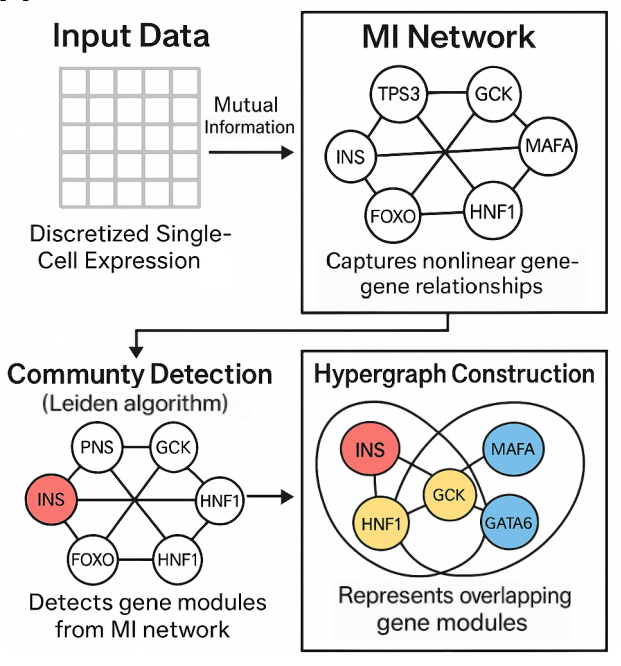 Input Data
Mutual
Information
Discretized Single-
Cell Expression
MI Network
TPS3
GCK
INS
MAFA
FOXO
HNF1
Captures nonlinear gene-
gene relationships
Communty Detection
(Leiden algorithm)
PNS
GCK
INS
HNF1
FOXO
HNF1
Detects gene modules
from MI network
Hypergraph Construction
INS
MAFA
GCK
HNF1
GATA6
Represents overlapping
gene modules